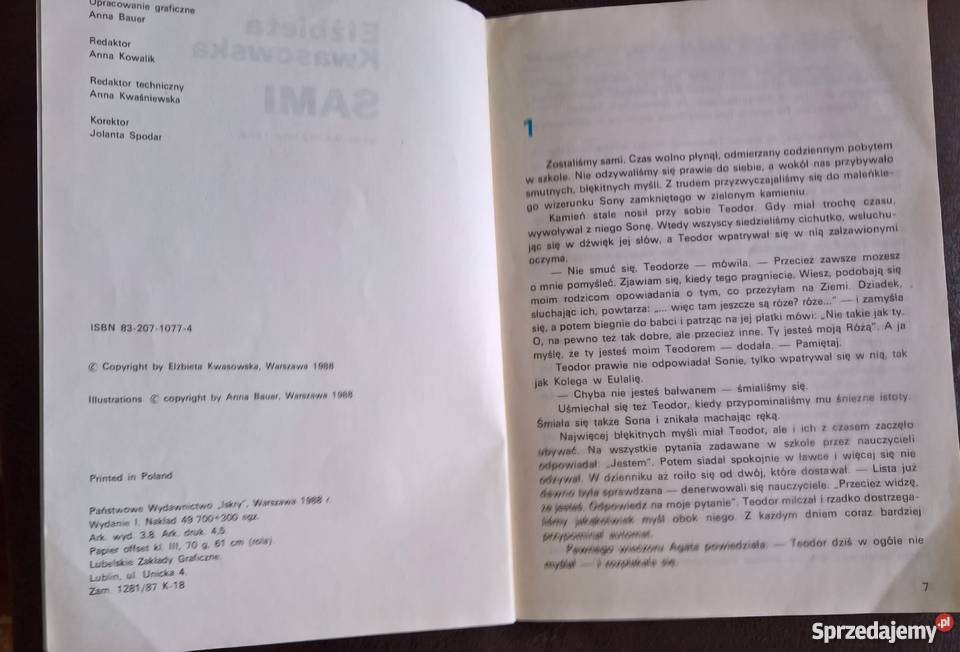 Opracowanie graficzne
Anna Bauer
Redaktor
Anna Kowalik
Redaktor techniczny
Anna Kwaśniewska
Korektor
Jolanta Spodar
ISBN 83-207-1077-4
© Copyright by Elżbieta Kwasowska, Warszawa 1988
Illustrations © copyright by Anna Bauer, Warszawa 1988
Printed in Poland
Państwowe Wydawnictwo „Iskry”, Warszawa 1988 r.
Wydanie I. Nakład 49 700+300 egz.
Ark. wyd. 3,8. Ark. druk. 4,5.
Papier offset kl. III, 70 g, 61 cm (rola).
Lubelskie Zakłady Graficzne.
Lublin, ul. Unicka 4.
Zam. 1281/87 K-18
Elżbieta
Kwasowska
SAMI
1
Zostaliśmy sami. Czas wolno płynął, odmierzany codziennym pobytem
w szkole. Nie odzywaliśmy się prawie do siebie, a wokół nas przybywało
smutnych, błękitnych myśli. Z trudem przyzwyczajaliśmy się do maleńkie-
go wizerunku Sony zamkniętego w zielonym kamieniu.
Kamień stale nosił przy sobie Teodor. Gdy miał trochę czasu,
wywoływał z niego Sonę. Wtedy wszyscy siedzieliśmy cichutko, wsłuchu-
jąc się w dźwięk jej słów, a Teodor wpatrywał się w nią załzawionymi
oczyma.
— Nie smuć się, Teodorze — mówiła. — Przecież zawsze możesz
o mnie pomyśleć. Zjawiam się, kiedy tego pragniecie. Wiesz, podobają się
moim rodzicom opowiadania o tym, co przeżyłam na Ziemi. Dziadek,
słuchając ich, powtarza: „... więc tam jeszcze są róże? róże...” — i zamyśla
się, a potem biegnie do babci i patrząc na jej płatki mówi: „Nie takie jak ty.
O, na pewno też tak dobre, ale przecież inne. Ty jesteś moją Różą”. A ja
myślę, że ty jesteś moim Teodorem — dodała. — Pamiętaj.
Teodor prawie nie odpowiadał Sonie, tylko wpatrywał się w nią, tak
jak Kolega w Eulalię.
— Chyba nie jesteś bałwanem — śmialiśmy się.
Uśmiechał się też Teodor, kiedy przypominaliśmy mu śnieżne istoty.
Śmiała się także Sona i znikała machając ręką.
Najwięcej błękitnych myśli miał Teodor, ale i ich z czasem zaczęło
ubywać. Na wszystkie pytania zadawane w szkole przez nauczycieli
odpowiadał: „Jestem”. Potem siadał spokojnie w ławce i więcej się nie
odzywał. W dzienniku aż roiło się od dwój, które dostawał. — Lista już
dawno była sprawdzana — denerwowali się nauczyciele. „Przecież widzę,
że jesteś. Odpowiedz na moje pytanie”. Teodor milczał i rzadko dostrzega-
liśmy jakąkolwiek myśl obok niego. Z każdym dniem coraz bardziej
przypominał automat.
Pewnego wieczoru Agata powiedziała: — Teodor dziś w ogóle nie
myślał — i rozpłakała się.
7
Sprzedajemy.pl